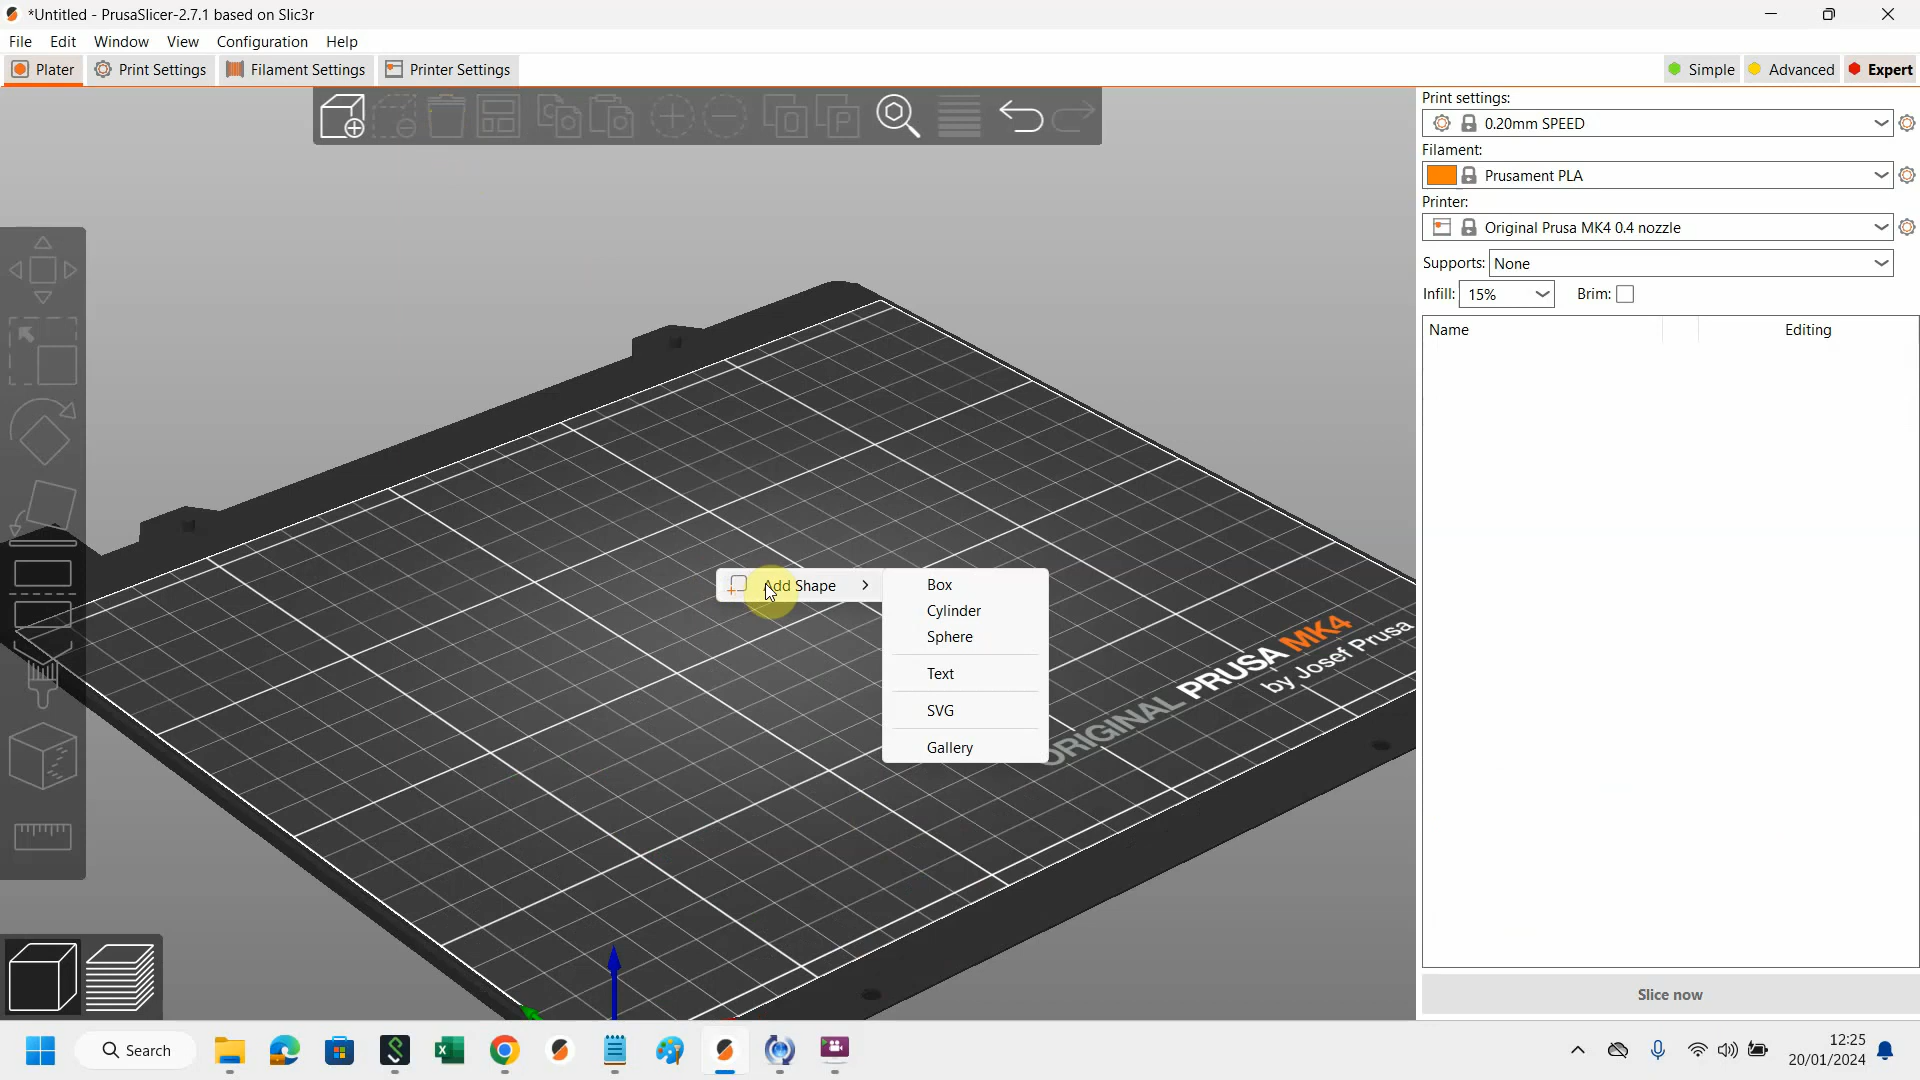 *Untitled - PrusaSlicer-2.7.1 based on Slic3r
File Edit Window View Configuration Help
Plater Print Settings Filament Settings Printer Settings Simple Advanced Expert
Print settings:
0.20mm SPEED
Filament:
Prusament PLA
Printer:
Original Prusa MK4 0.4 nozzle
Supports: None
Infill: 15% Brim:
Name Editing
Add Shape
Box
Cylinder
Sphere
Text
SVG
Gallery
ORIGINAL PRUSA MK4
by Josef Prusa
Slice now
Search
12:25
20/01/2024